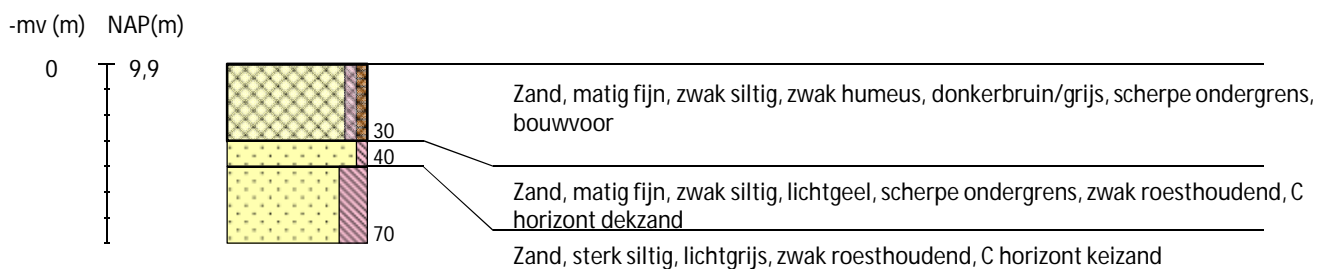 -mv (m) NAP(m)
0 9,9
Zand, matig fijn, zwak siltig, zwak humeus, donkerbruin/grijs, scherpe ondergrens,
bouwvoor
30
40
Zand, matig fijn, zwak siltig, lichtgeel, scherpe ondergrens, zwak roesthoudend, C
horizont dekzand
70
Zand, sterk siltig, lichtgrijs, zwak roesthoudend, C horizont keizand